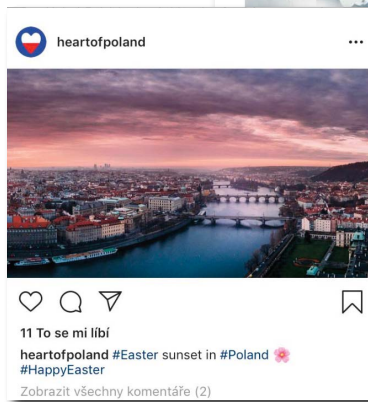 heartofpoland
11 To se mi líbí
heartofpoland #Easter sunset in #Poland 🌸
#HappyEaster
Zobrazit všechny komentáře (2)